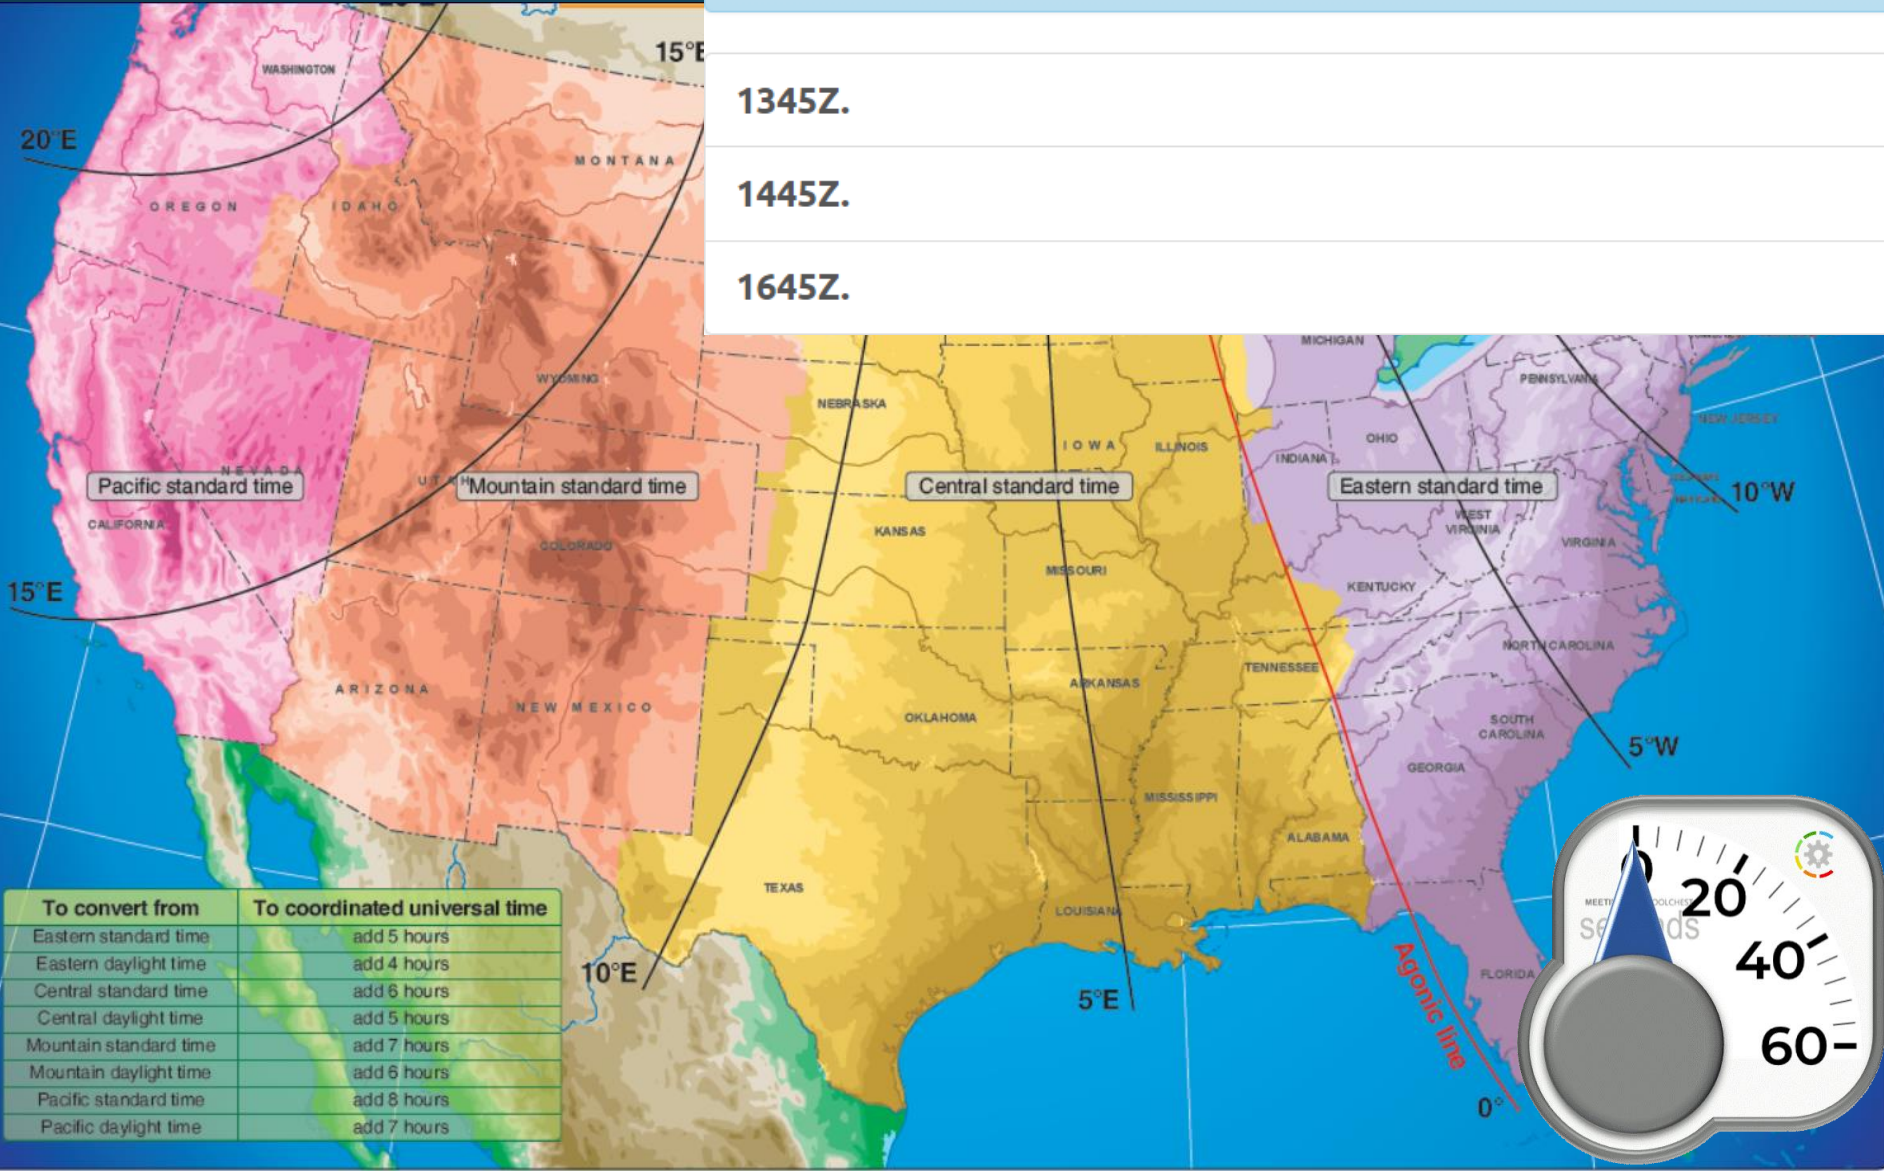 15°E
WASHINGTON
1345Z.
20°E
MONTANA
1445Z.
OREGON
IDAHO
1645Z.
MICHIGAN
WYOMING
PENNSYLVANIA
NEBRASKA
NEW JERSEY
IOWA
ILLINOIS
OHIO
INDIANA
NEVADA
UTAH
Pacific standard time
Mountain standard time
Central standard time
Eastern standard time
10°W
CALIFORNIA
KANSAS
WEST
VIRGINIA
COLORADO
VIRGINIA
MISSOURI
KENTUCKY
15°E
NORTH CAROLINA
TENNESSEE
ARIZONA
ARKANSAS
NEW MEXICO
OKLAHOMA
SOUTH
CAROLINA
5°W
GEORGIA
MISSISSIPPI
ALABAMA
TEXAS
LOUISIANA
FLORIDA
10°E
5°E
Agonic line
0°
To convert from To coordinated universal time
Eastern standard time add 5 hours
Eastern daylight time add 4 hours
Central standard time add 6 hours
Central daylight time add 5 hours
Mountain standard time add 7 hours
Mountain daylight time add 6 hours
Pacific standard time add 8 hours
Pacific daylight time add 7 hours
0
20
40
60